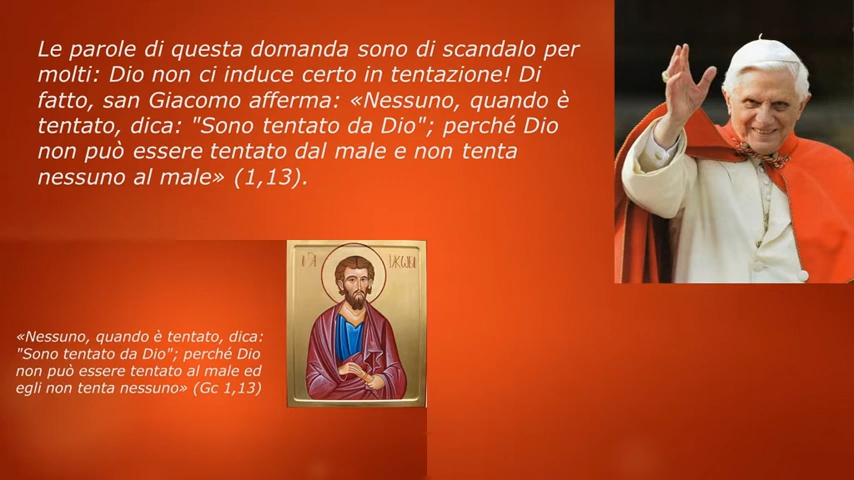 Le parole di questa domanda sono di scandalo per
molti: Dio non ci induce certo in tentazione! Di
fatto, san Giacomo afferma: «Nessuno, quando è
tentato, dica: "Sono tentato da Dio"; perché Dio
non può essere tentato dal male e non tenta
nessuno al male» (1,13).
«Nessuno, quando è tentato, dica:
"Sono tentato da Dio"; perché Dio
non può essere tentato al male ed
egli non tenta nessuno» (Gc 1,13)